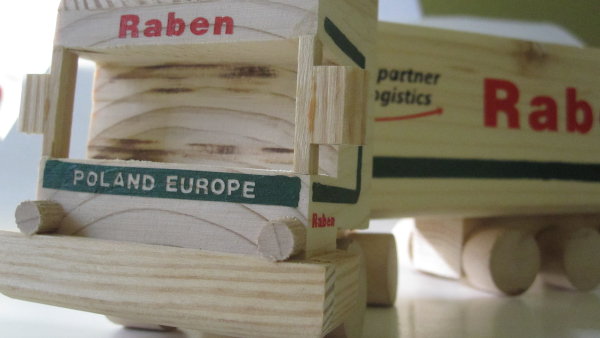 Raben
POLAND EUROPE
Raben
partner
logistics
Rab